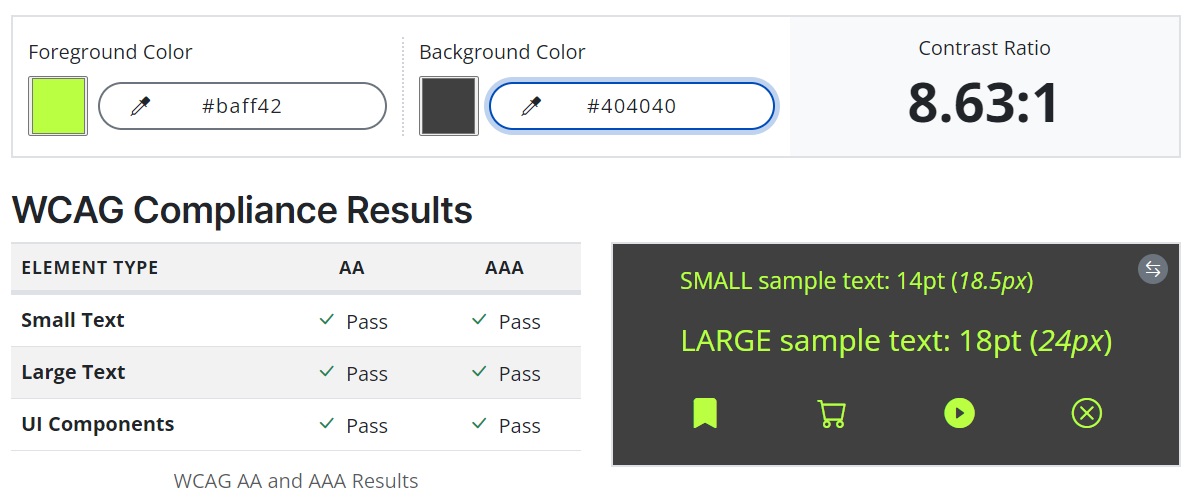 Foreground Color
#baff42
Background Color
#404040
Contrast Ratio
8.63:1
WCAG Compliance Results
ELEMENT TYPE AA AAA
Small Text Pass Pass
Large Text Pass Pass
UI Components Pass Pass
WCAG AA and AAA Results
SMALL sample text: 14pt (18.5px)
LARGE sample text: 18pt (24px)